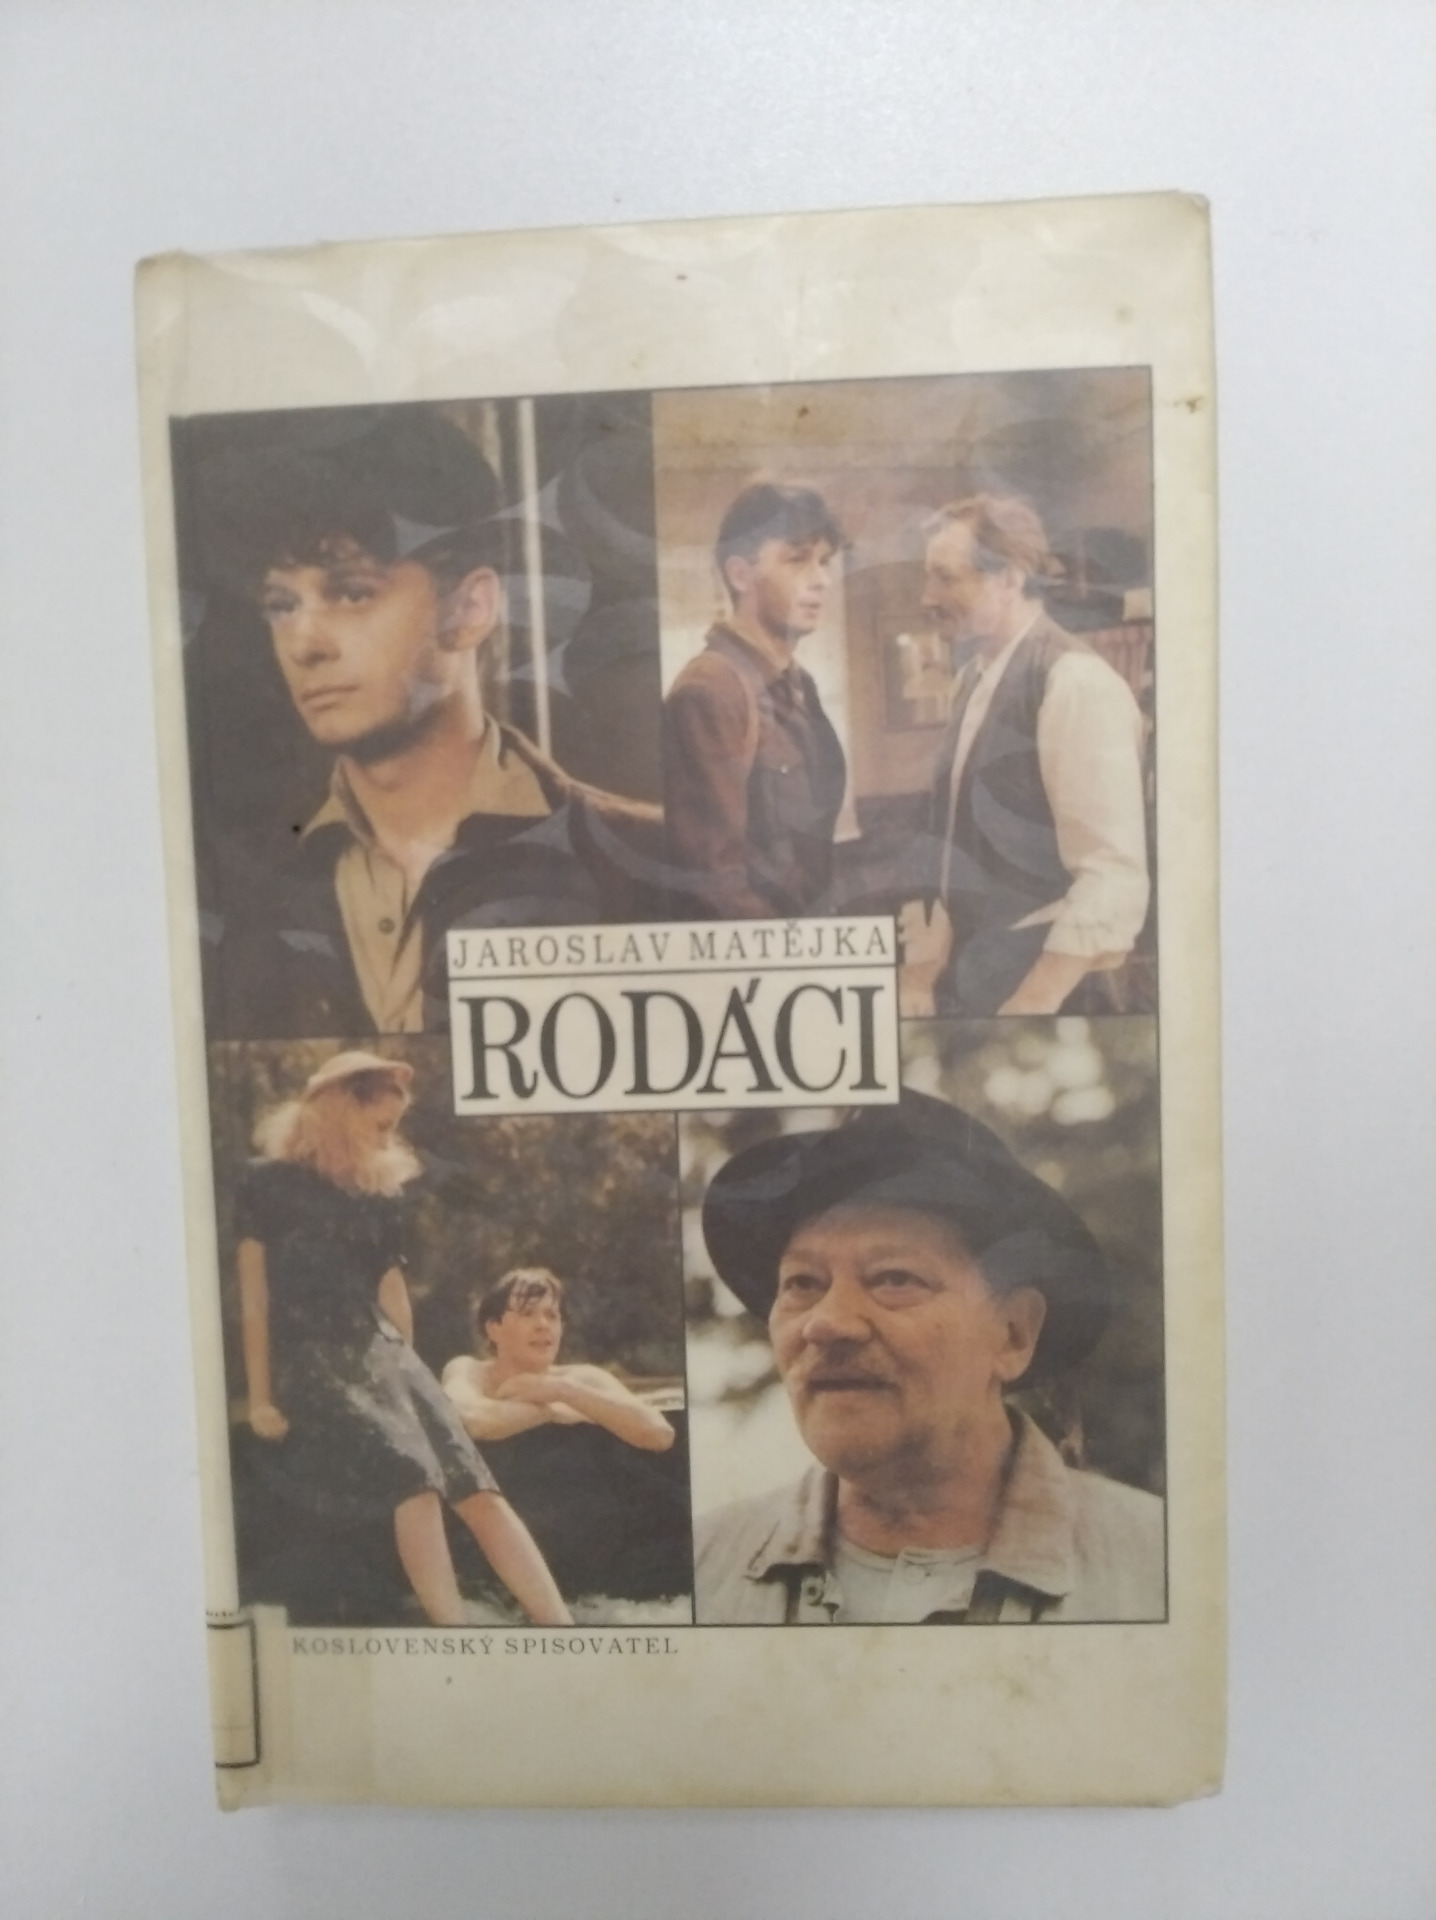 JAROSLAV MATĚJKA
RODÁCI
KOSLOVENSKÝ SPISOVATEL